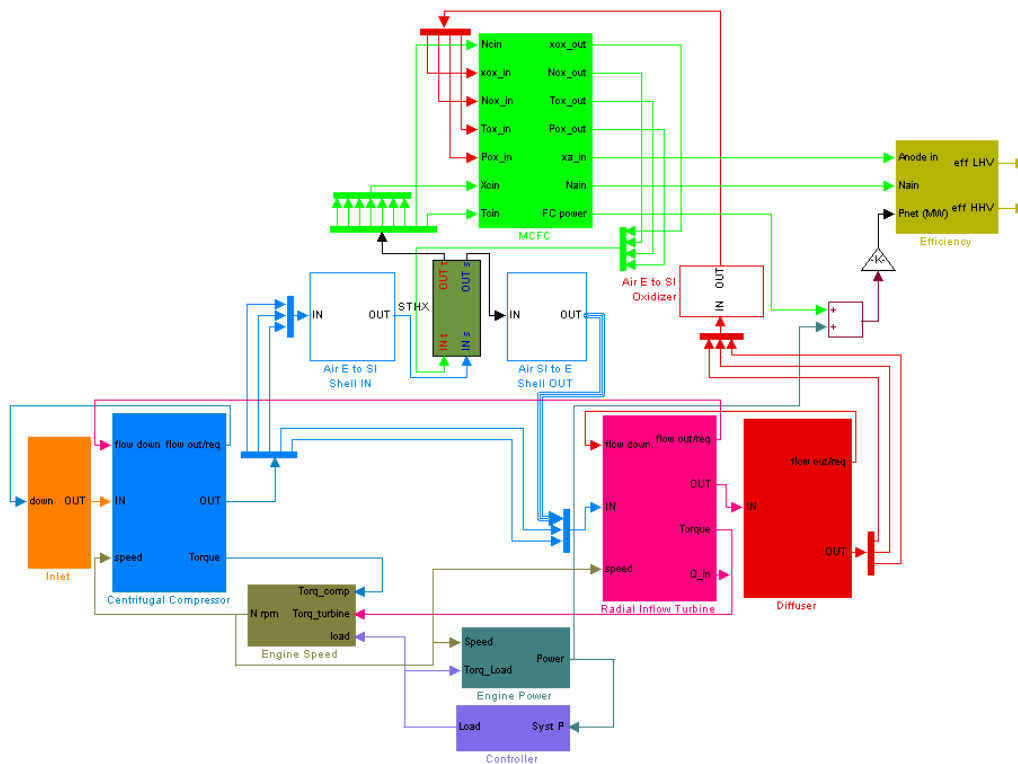 Ncin
xox_out
xox_in
Nox_out
Nox_in
Tox_out
Tox_in
Pox_out
Pox_in
xa_in
Xcin
Nain
Tcin
FC power
MCFC
Anode in
eff LHV
Nain
eff HHV
Pnet (MW)
Efficiency
-K-
Air E to SI
Oxidizer
OUT
IN
+
+
STHX
OUT t
OUT s
IN t
IN s
IN
OUT
Air E to SI
Shell IN
IN
OUT
Air SI to E
Shell OUT
down
OUT
Inlet
flow down
flow out/req
IN
OUT
speed
Torque
Centrifugal Compressor
flow down
flow out/req
OUT
IN
Torque
speed
Q_in
Radial Inflow Turbine
flow out/req
IN
OUT
Diffuser
Torq_comp
N rpm
Torq_turbine
load
Engine Speed
Speed
Power
Torq_Load
Engine Power
Load
Syst P
Controller